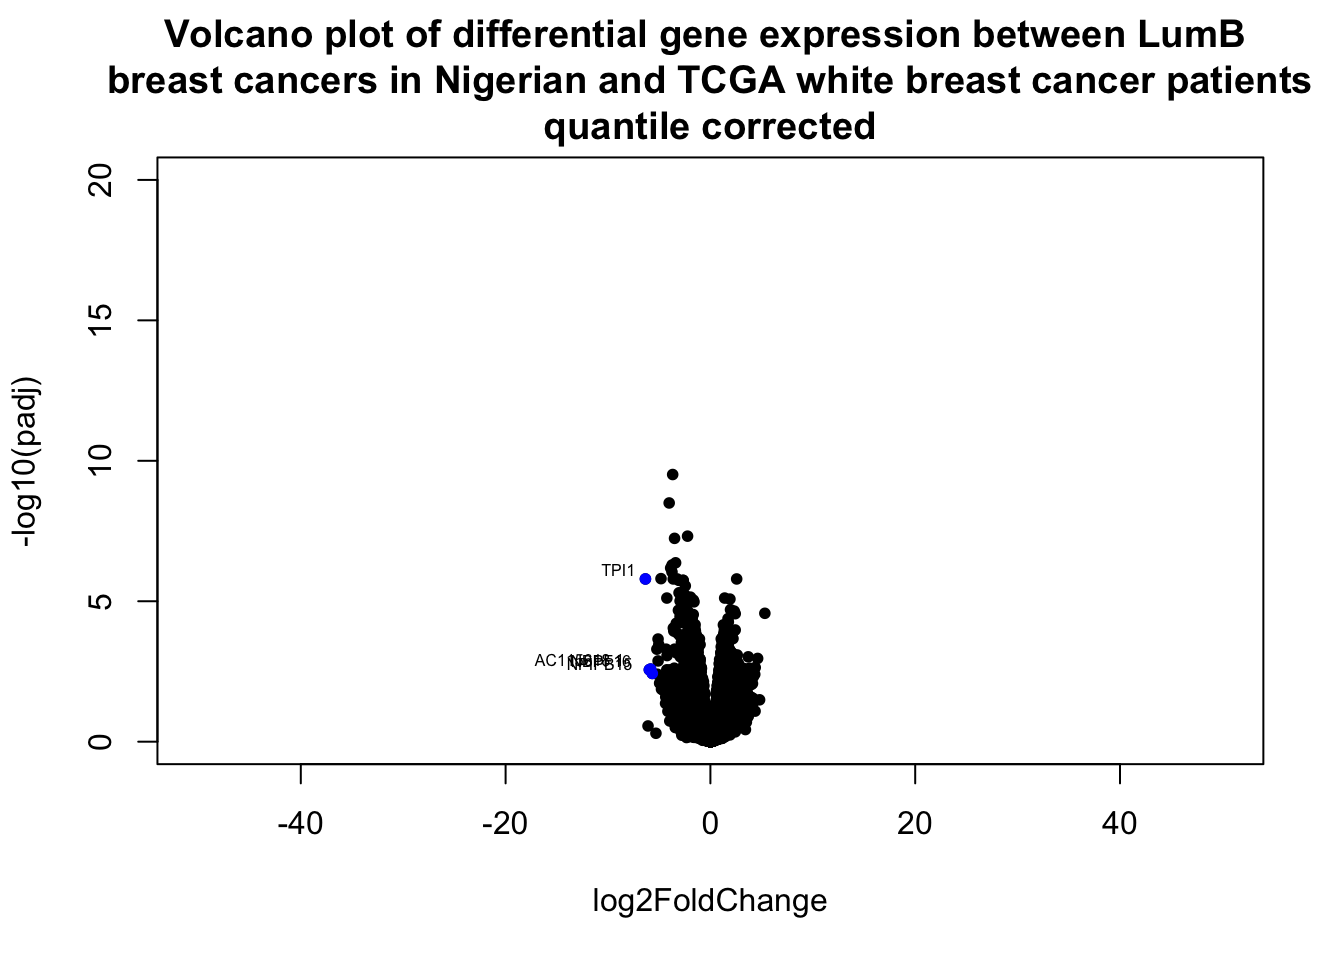 Volcano plot of differential gene expression between LumB
breast cancers in Nigerian and TCGA white breast cancer patients
quantile corrected
20
15
10
5
0
-log10(padj)
TPI1
-40
-20
0
20
40
log2FoldChange